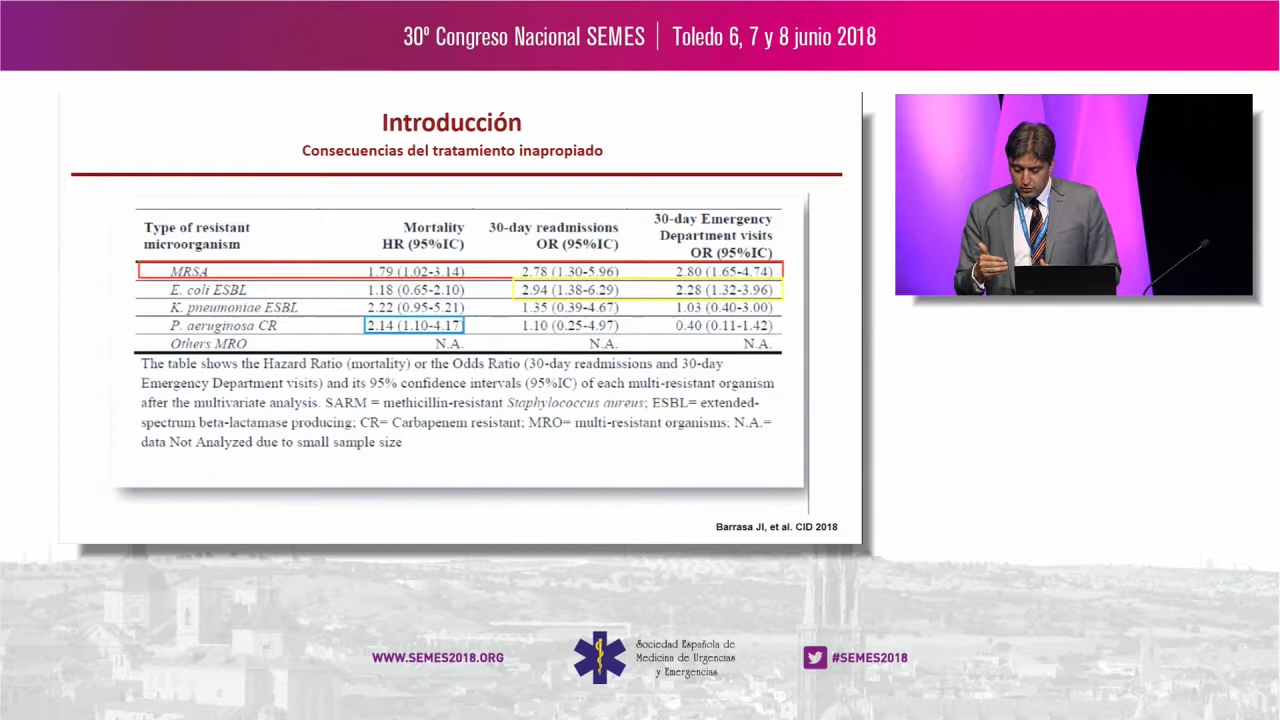 30º Congreso Nacional SEMES | Toledo 6, 7 y 8 junio 2018
Introducción
Consecuencias del tratamiento inapropiado
Type of resistant microorganism | Mortality HR (95%IC) | 30-day readmissions OR (95%IC) | 30-day Emergency Department visits OR (95%IC)
MRSA 1.79 (1.02-3.14) 2.78 (1.30-5.96) 2.80 (1.65-4.74)
E. coli ESBL 1.18 (0.65-2.10) 2.94 (1.38-6.29) 2.28 (1.32-3.96)
K. pneumoniae ESBL 2.22 (0.95-5.21) 1.35 (0.39-4.67) 1.03 (0.40-3.00)
P. aeruginosa CR 2.14 (1.10-4.17) 1.10 (0.25-4.97) 0.40 (0.11-1.42)
Others MRO N.A. N.A. N.A.
The table shows the Hazard Ratio (mortality) or the Odds Ratio (30-day readmissions and 30-day
Emergency Department visits) and its 95% confidence intervals (95%IC) of each multi-resistant organism
after the multivariate analysis. SARM = methicillin-resistant Staphylococcus aureus; ESBL= extended-
spectrum beta-lactamase producing; CR= Carbapenem resistant; MRO= multi-resistant organisms; N.A.=
data Not Analyzed due to small sample size
Barrasa JI, et al. CID 2018
WWW.SEMES2018.ORG
Sociedad Española de
Medicina de Urgencias
y Emergencias
#SEMES2018